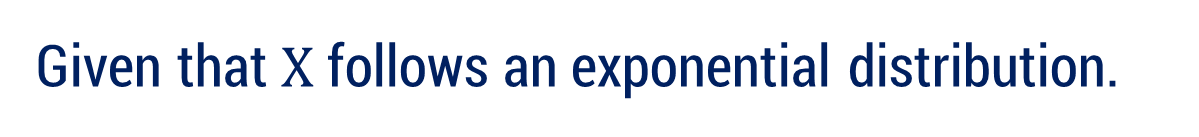 Given that X follows an exponential distribution.